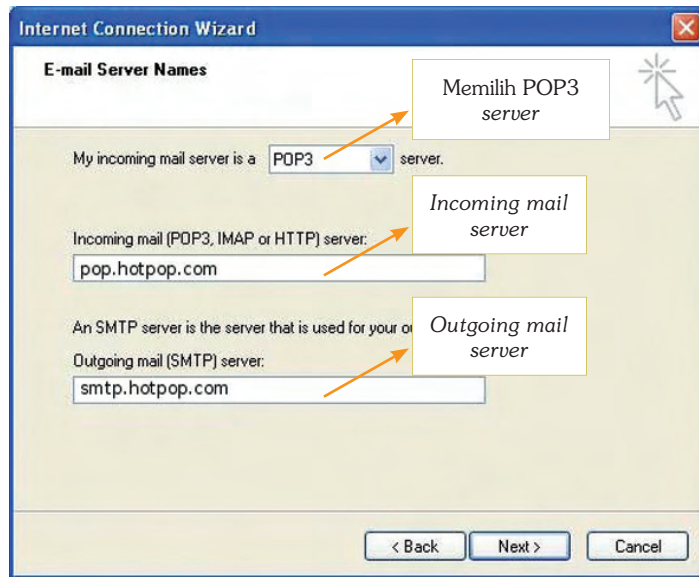 Internet Connection Wizard
E-mail Server Names
Memilih POP3
server
My incoming mail server is a POP3 server.
Incoming mail
server
Incoming mail (POP3, IMAP or HTTP) server:
pop.hotpop.com
An SMTP server is the server that is used for your
Outgoing mail
server
Outgoing mail (SMTP) server:
smtp.hotpop.com
< Back Next > Cancel